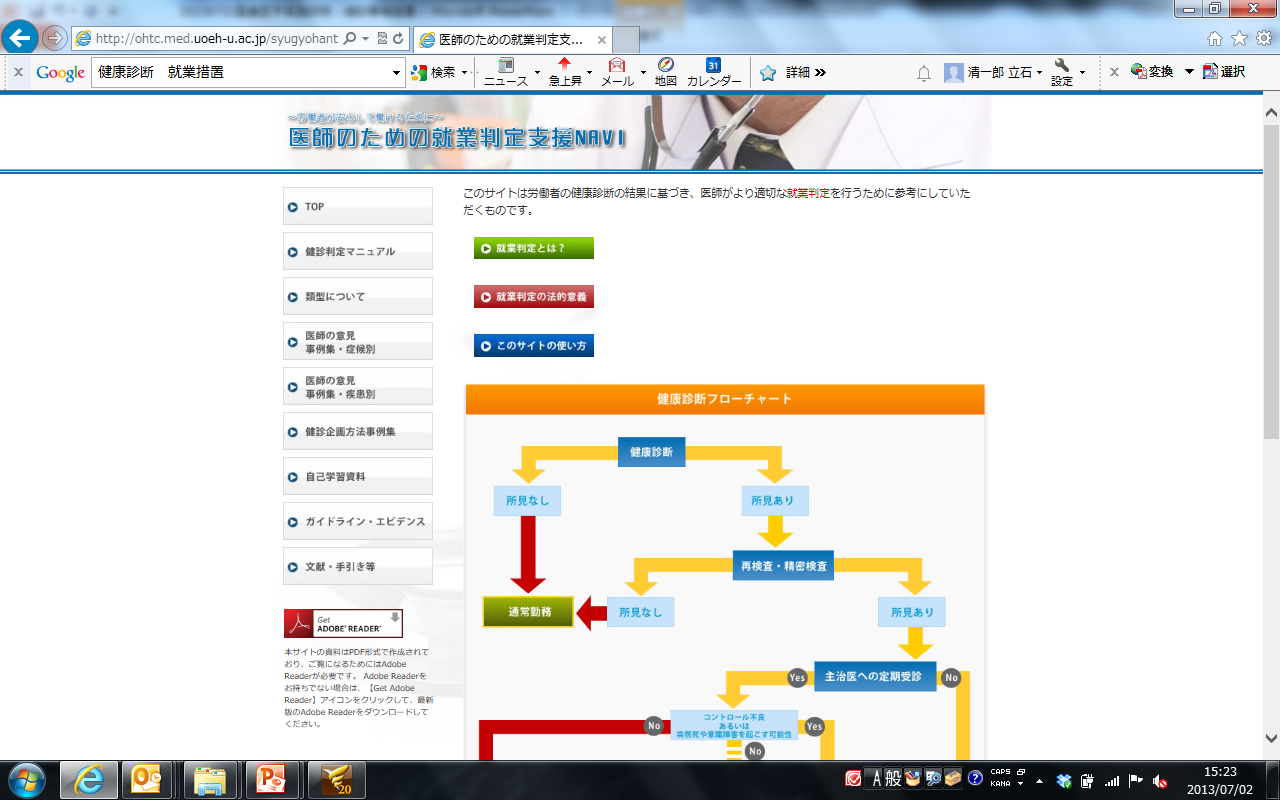 http://ohtc.med.uoeh-u.ac.jp/syugyohant
医師のための就業判定支...
x Google 健康診断 就業措置 検索 ニュース 急上昇 メール 地図 31 カレンダー 詳細 » 清一郎 立石 設定 x 変換 選択
～労働者が安心して働けるために～
医師のための就業判定支援NAVI
TOP
健診判定マニュアル
類型について
医師の意見
事例集・症候別
医師の意見
事例集・疾患別
健診企画方法事例集
自己学習資料
ガイドライン・エビデンス
文献・手引き等
Get
ADOBE® READER®
本サイトの資料はPDF形式で作成されて
おり、ご覧になるためにはAdobe
Readerが必要です。 Adobe Readerを
お持ちでない場合は、【Get Adobe
Reader】アイコンをクリックして、最新
版のAdobe Readerをダウンロードして
ください。
このサイトは労働者の健康診断の結果に基づき、医師がより適切な就業判定を行うために参考にしていた
だくものです。
就業判定とは？
就業判定の法的意義
このサイトの使い方
健康診断フローチャート
健康診断
所見なし
所見あり
再検査・精密検査
通常勤務
所見なし
所見あり
Yes
主治医への定期受診
No
No
コントロール不良
あるいは
突然死や意識障害を起こす可能性
Yes
No
20
A 般
CAPS
KANA
15:23
2013/07/02